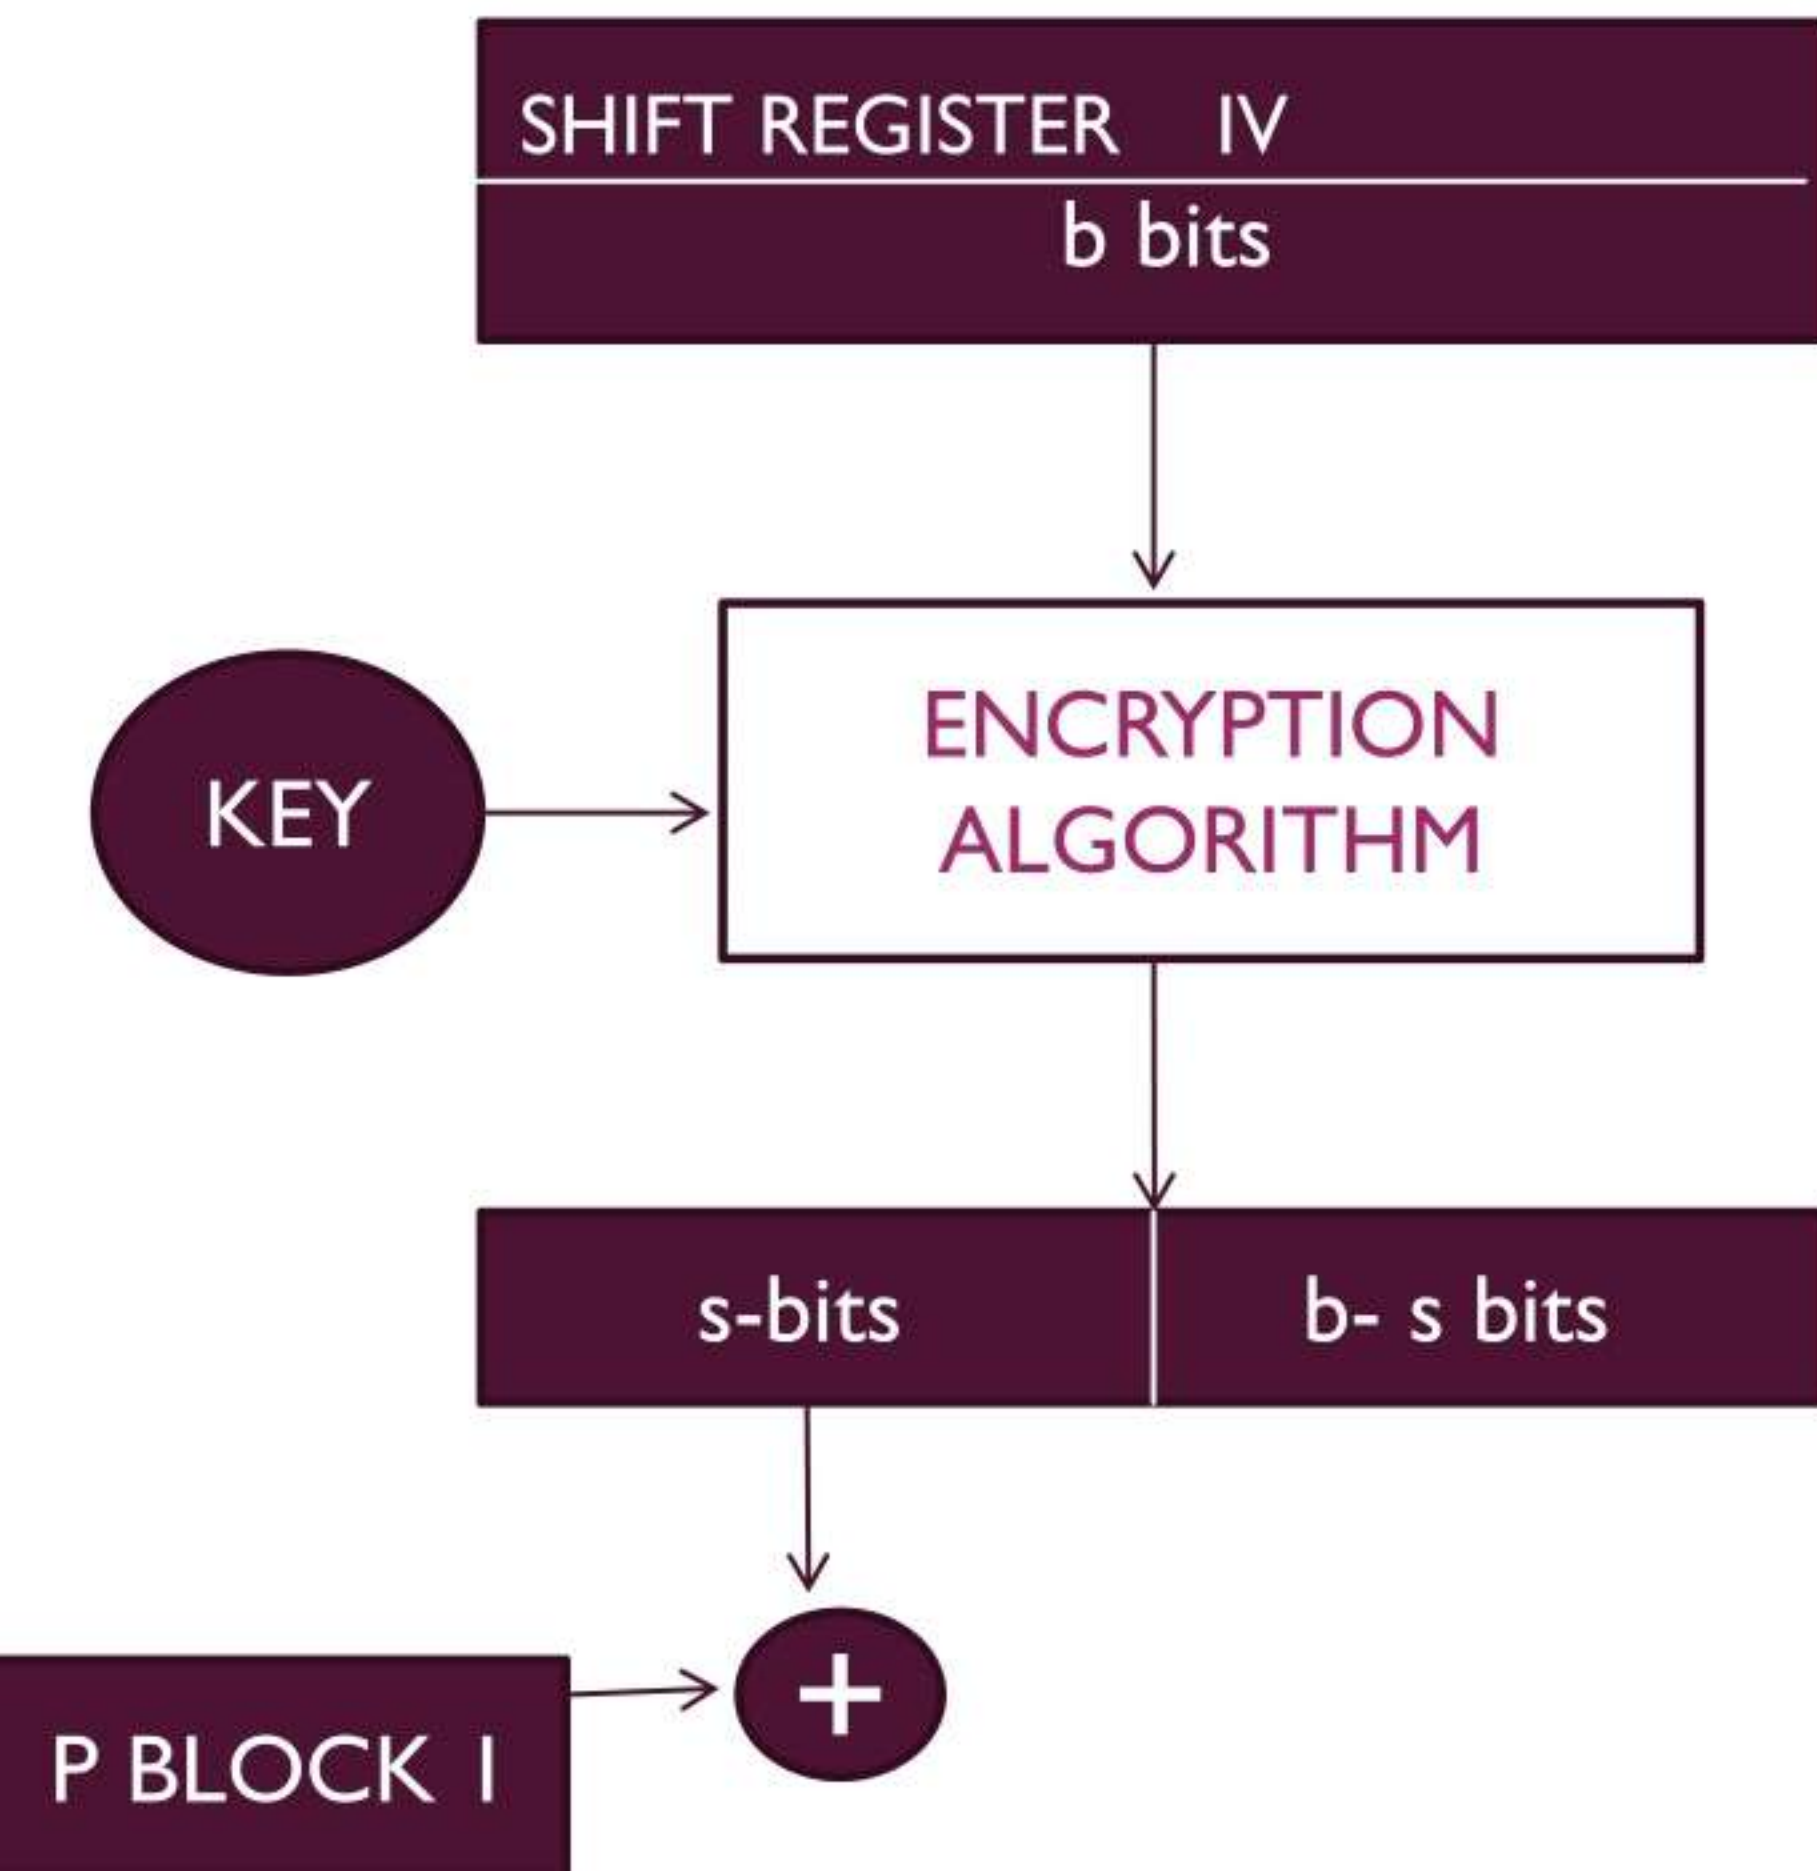 SHIFT REGISTER IV
b bits
KEY
ENCRYPTION
ALGORITHM
s-bits
b- s bits
+
P BLOCK 1